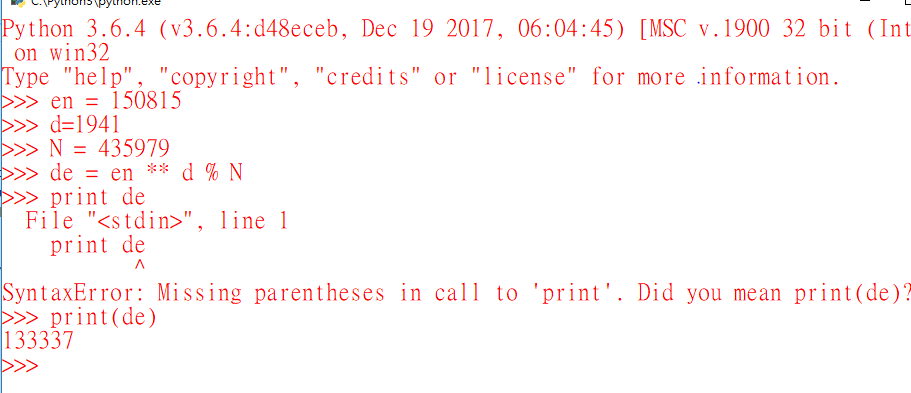 C:\Python3\python.exe
Python 3.6.4 (v3.6.4:d48eceb, Dec 19 2017, 06:04:45) [MSC v.1900 32 bit (Int
 on win32
Type "help", "copyright", "credits" or "license" for more information.
>>> en = 150815
>>> d=1941
>>> N = 435979
>>> de = en ** d % N
>>> print de
  File "<stdin>", line 1
    print de
           ^
SyntaxError: Missing parentheses in call to 'print'. Did you mean print(de)?
>>> print(de)
133337
>>>